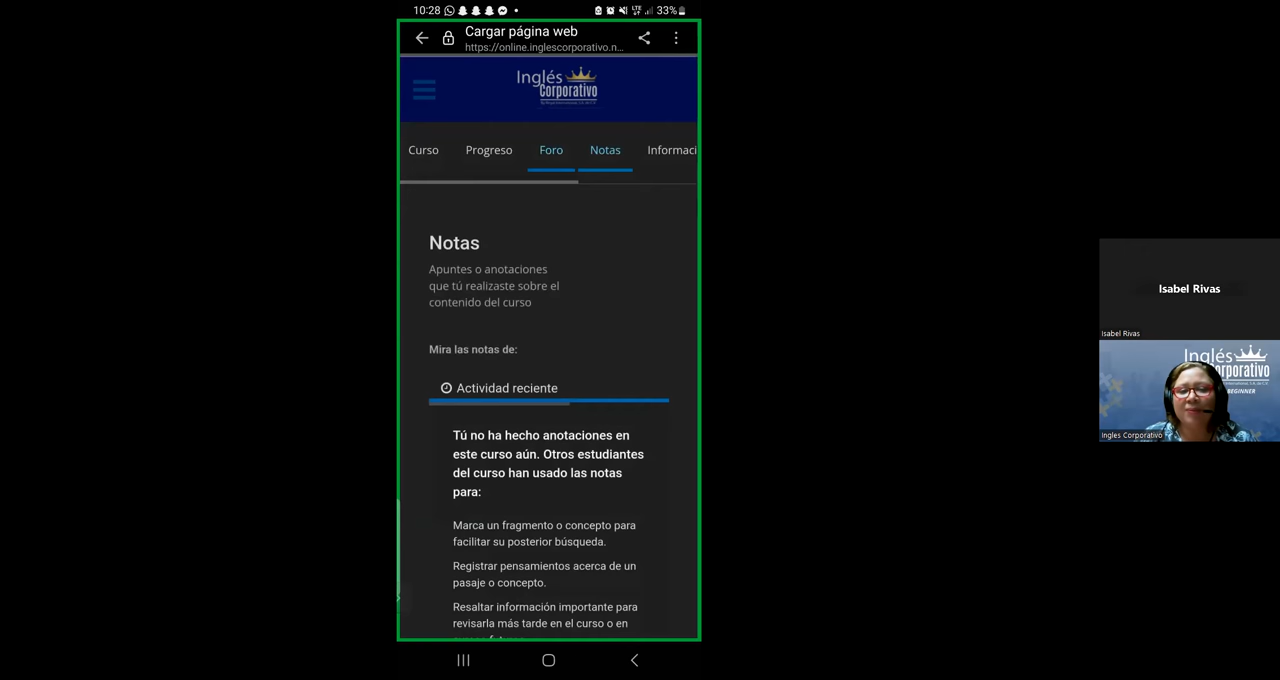 10:28
LTE
33%
Cargar página web
https://online.inglescorporativo.n...
Inglés
Corporativo
Curso
Progreso
Foro
Notas
Informaci
Notas
Apuntes o anotaciones
que tú realizaste sobre el
contenido del curso
Mira las notas de:
Actividad reciente
Tú no ha hecho anotaciones en
este curso aún. Otros estudiantes
del curso han usado las notas
para:
Marca un fragmento o concepto para
facilitar su posterior búsqueda.
Registrar pensamientos acerca de un
pasaje o concepto.
Resaltar información importante para
revisarla más tarde en el curso o en
Isabel Rivas
Isabel Rivas
Inglés
Corporativo
BEGINNER
Ingles Corporativo